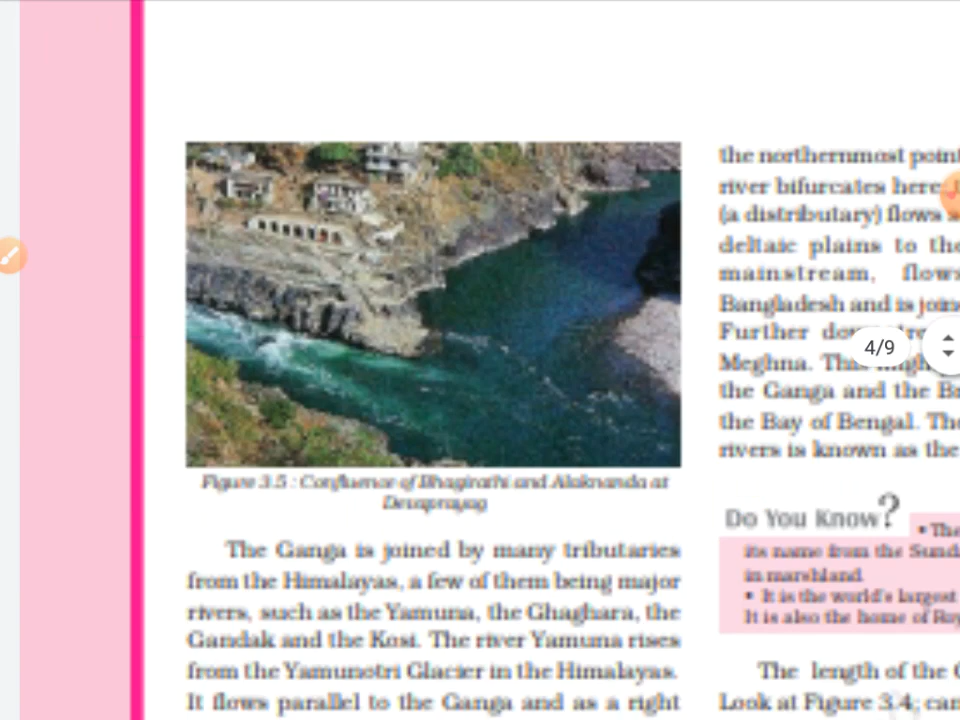 Figure 3.5 : Confluence of Bhagirathi and Alaknanda at
Devaprayag
The Ganga is joined by many tributaries
from the Himalayas, a few of them being major
rivers, such as the Yamuna, the Ghaghara, the
Gandak and the Kosi. The river Yamuna rises
from the Yamunotri Glacier in the Himalayas.
It flows parallel to the Ganga and as a right
the northernmost point
river bifurcates here
(a distributary) flows
deltaic plains to the
mainstream, flows
Bangladesh and is
Further
4/9
Meghna.
the Ganga and the
the Bay of Bengal. The
rivers is known as the
Do You Know?
• The
its name from the
in marshland.
• It is the world's largest
It is also the home of
The length of the
Look at Figure 3.4;